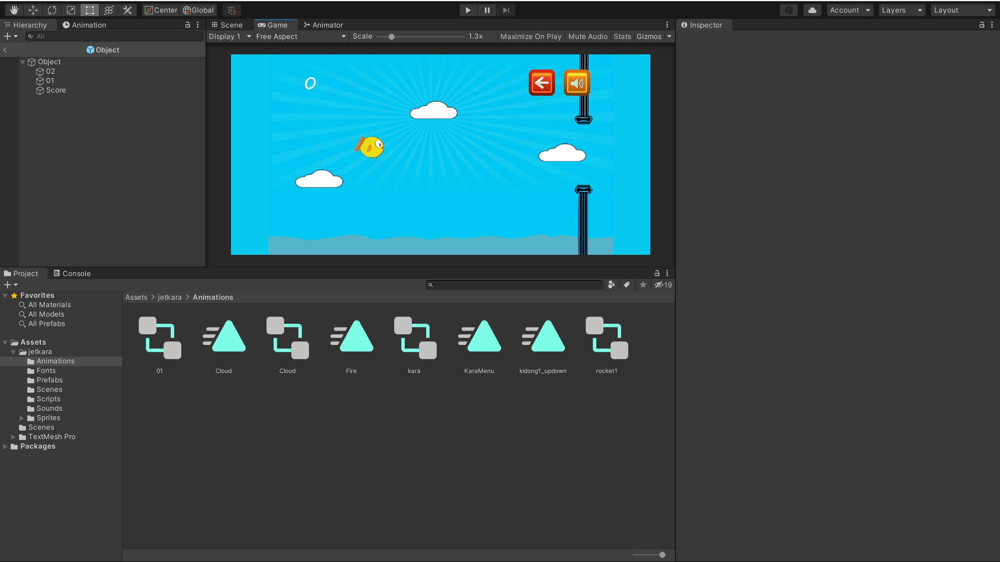 Center Global Account Layers Layout
Hierarchy Animation Scene Game Animator Inspector
All Display 1 Free Aspect Scale 1.3x Maximize On Play Mute Audio Stats Gizmos
Object
Object
02
01
Score
0
Project Console
19
Favorites Assets > jetkara > Animations
All Materials
All Models
All Prefabs
Assets
jetkara
Animations
Fonts
Prefabs
Scenes
Scripts
Sounds
Sprites
Scenes
TextMesh Pro
Packages
01 Cloud Cloud Fire kara KaraMenu kidong1_updown rocket1